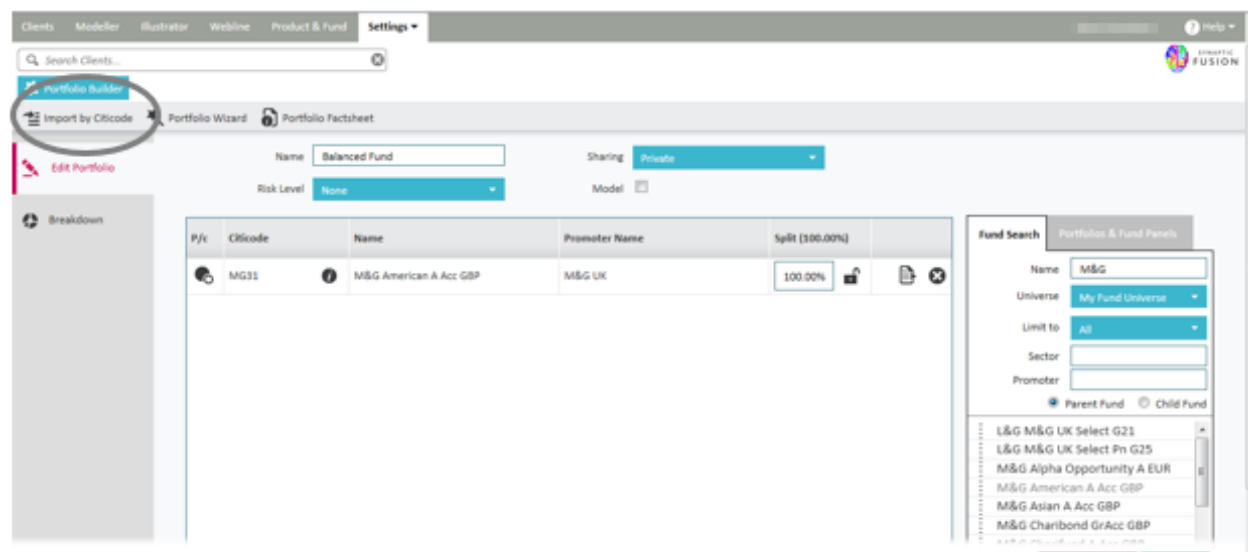 Clients Modeller Illustrator Webline Product & Fund Settings Help
Search Clients... SYNAPTIC
FUSION
Portfolio Builder
Import by Citicode Portfolio Wizard Portfolio Factsheet
Edit Portfolio Name Balanced Fund Sharing Private
Risk Level None Model
Breakdown
P/c Citicode Name Promoter Name Split (100.00%)
MG31 M&G American A Acc GBP M&G UK 100.00%
Fund Search Portfolios & Fund Panels
Name M&G
Universe My Fund Universe
Limit to All
Sector
Promoter
Parent Fund Child Fund
L&G M&G UK Select G21
L&G M&G UK Select Pn G25
M&G Alpha Opportunity A EUR
M&G American A Acc GBP
M&G Asian A Acc GBP
M&G Charibond GrAcc GBP